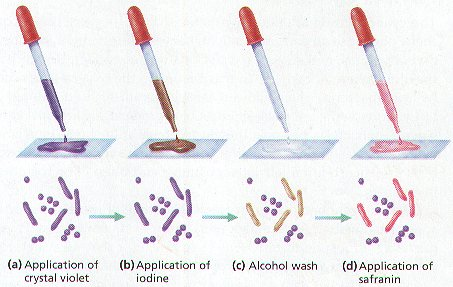 (a) Application of
crystal violet
(b) Application of
iodine
(c) Alcohol wash
(d) Application of
safranin